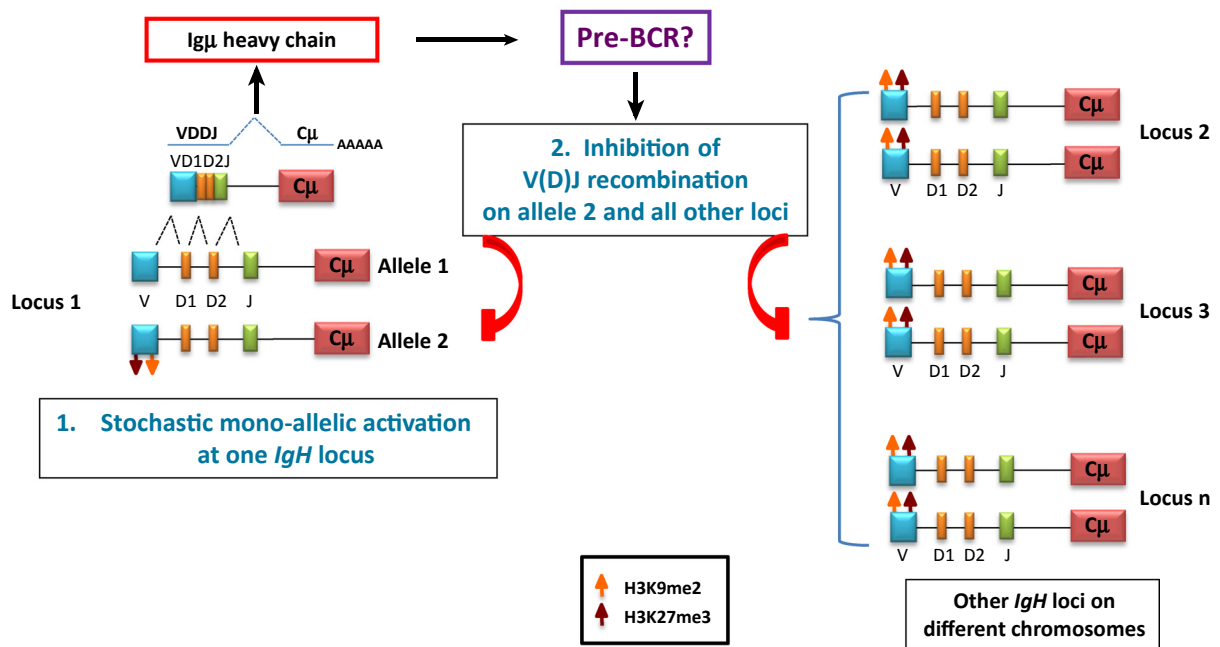 Igμ heavy chain
Pre-BCR?
VDDJ
Cμ
AAAAA
VD1D2J
Cμ
2. Inhibition of
V(D)J recombination
on allele 2 and all other loci
Cμ
Allele 1
Locus 1
V D1 D2 J
Cμ
Allele 2
1. Stochastic mono-allelic activation
at one IgH locus
Cμ
Locus 2
Cμ
V D1 D2 J
Cμ
Locus 3
Cμ
V D1 D2 J
Cμ
Locus n
Cμ
V D1 D2 J
H3K9me2
H3K27me3
Other IgH loci on
different chromosomes